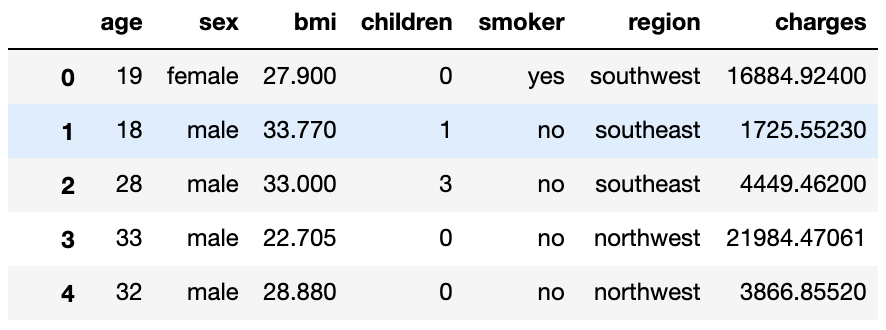 age sex bmi children smoker region charges
0 19 female 27.900 0 yes southwest 16884.92400
1 18 male 33.770 1 no southeast 1725.55230
2 28 male 33.000 3 no southeast 4449.46200
3 33 male 22.705 0 no northwest 21984.47061
4 32 male 28.880 0 no northwest 3866.85520